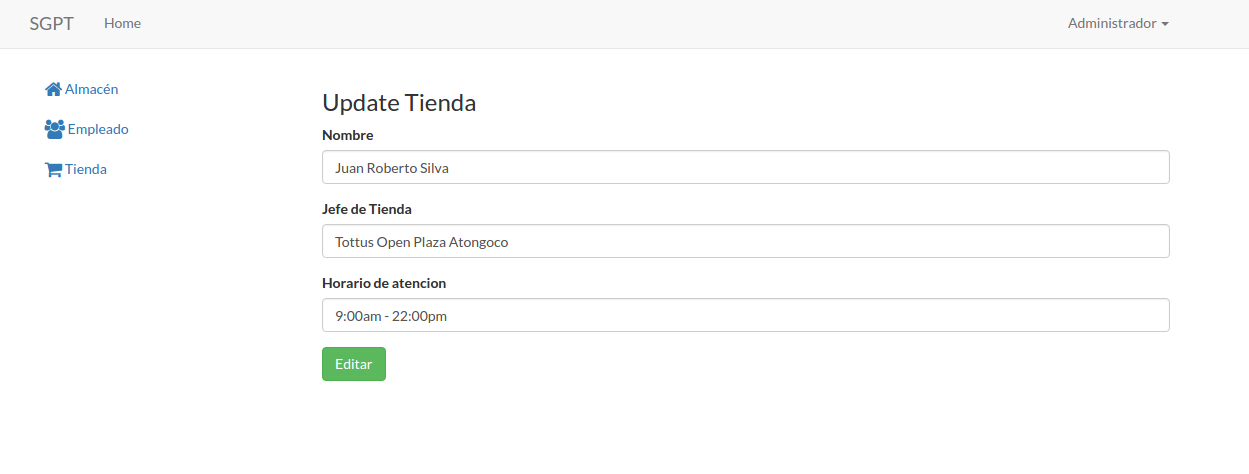 SGPT Home Administrador
Almacén
Empleado
Tienda
Update Tienda
Nombre
Juan Roberto Silva
Jefe de Tienda
Tottus Open Plaza Atongoco
Horario de atencion
9:00am - 22:00pm
Editar